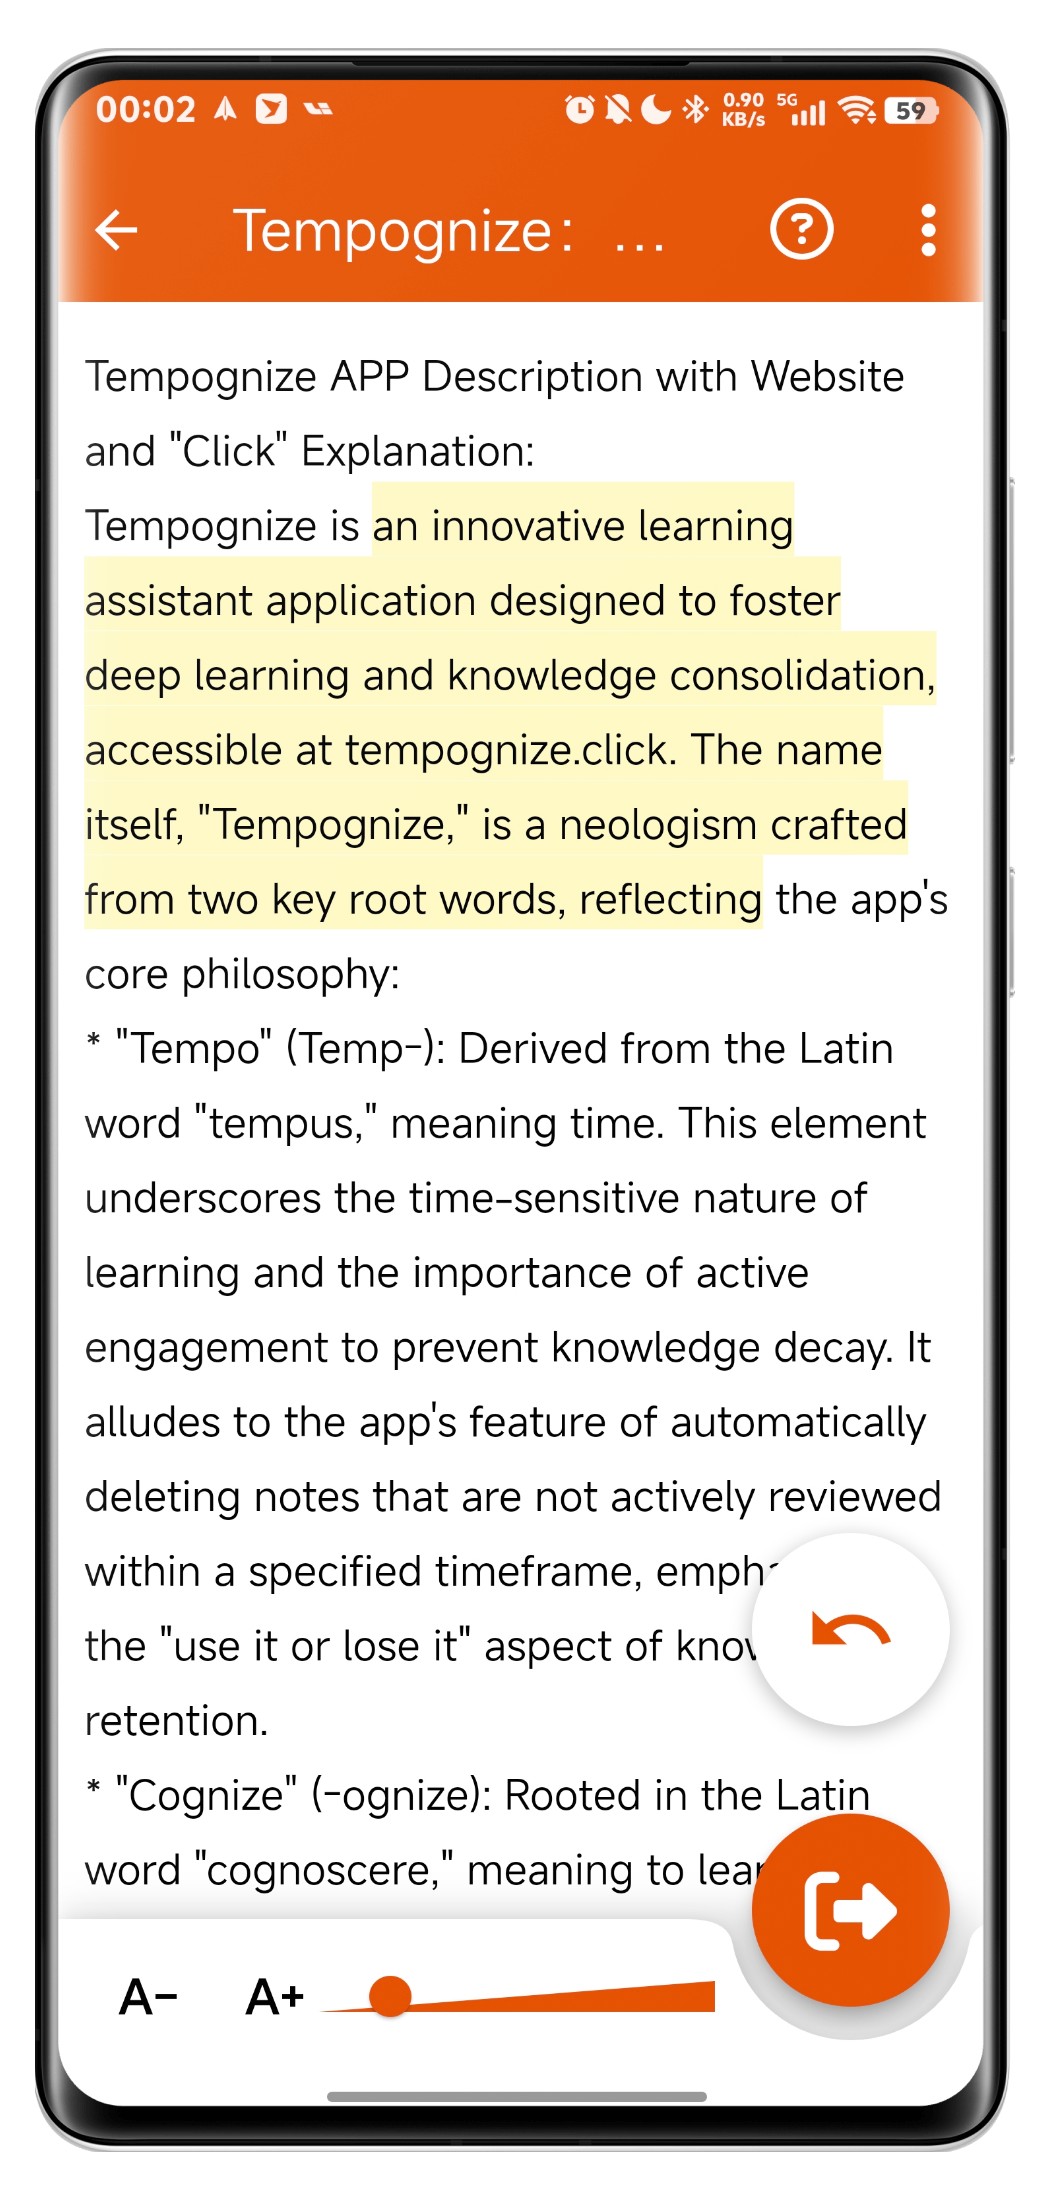 00:02
0.90 KB/s 5G 59
Tempognize: ...
Tempognize APP Description with Website
and "Click" Explanation:
Tempognize is an innovative learning
assistant application designed to foster
deep learning and knowledge consolidation,
accessible at tempognize.click. The name
itself, "Tempognize," is a neologism crafted
from two key root words, reflecting the app's
core philosophy:
* "Tempo" (Temp-): Derived from the Latin
word "tempus," meaning time. This element
underscores the time-sensitive nature of
learning and the importance of active
engagement to prevent knowledge decay. It
alludes to the app's feature of automatically
deleting notes that are not actively reviewed
within a specified timeframe,
the "use it or lose it" aspect of
retention.
* "Cognize" (-ognize): Rooted in the Latin
word "cognoscere," meaning to
A- A+